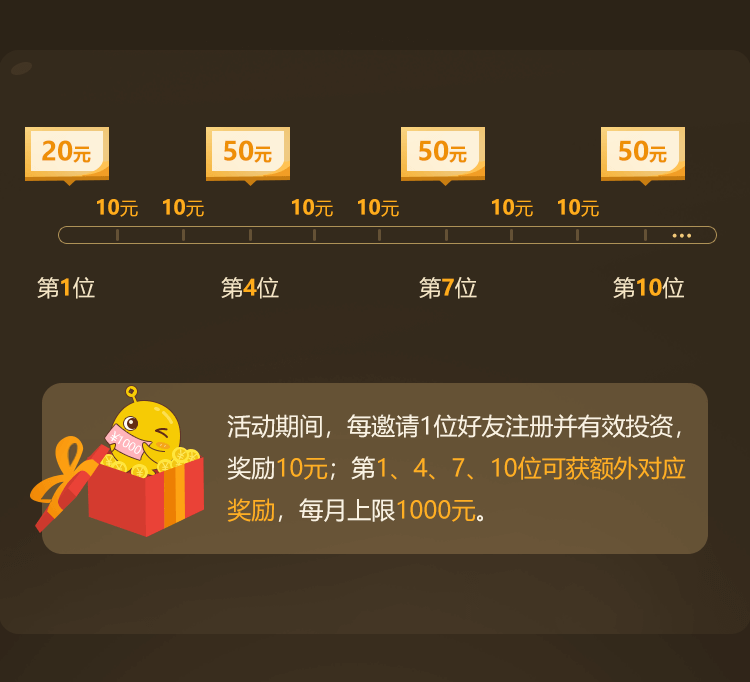 20元 50元 50元 50元
10元 10元 10元 10元 10元 10元
第1位 第4位 第7位 第10位
¥1000
活动期间，每邀请1位好友注册并有效投资，
奖励10元；第1、4、7、10位可获额外对应
奖励，每月上限1000元。